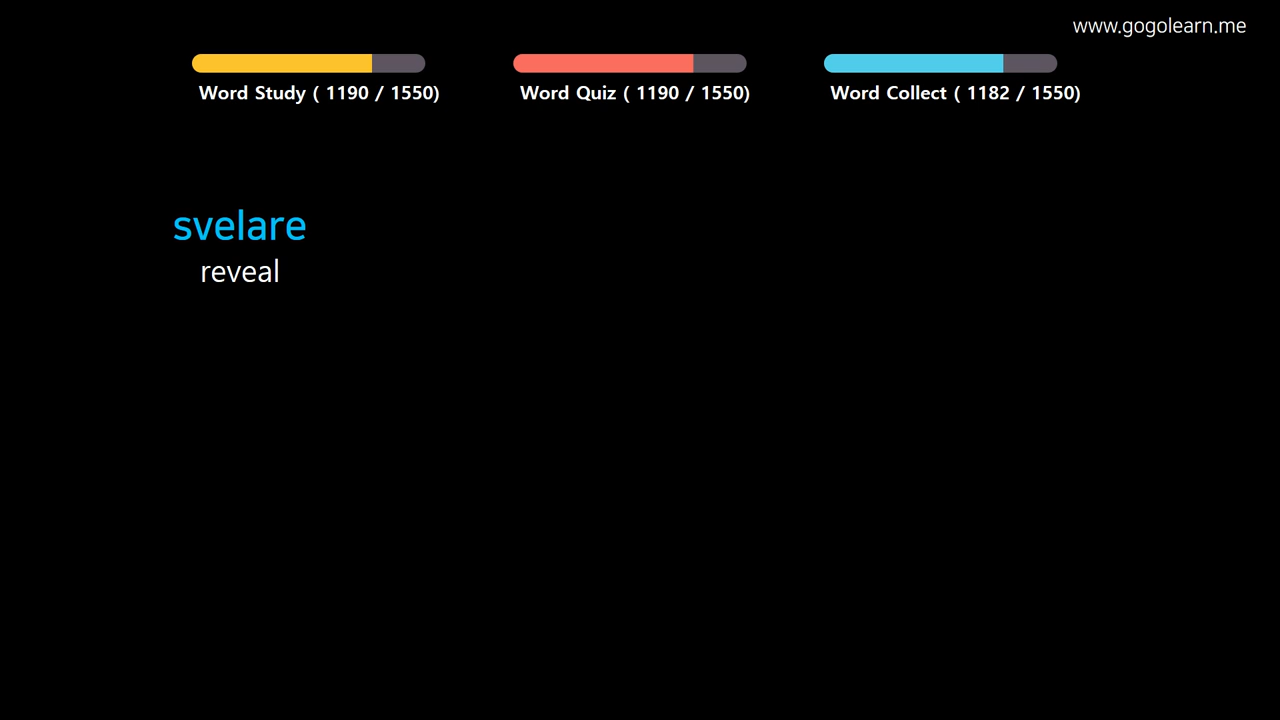 www.gogolearn.me
Word Study ( 1190 / 1550)
Word Quiz ( 1190 / 1550)
Word Collect ( 1182 / 1550)
svelare
reveal